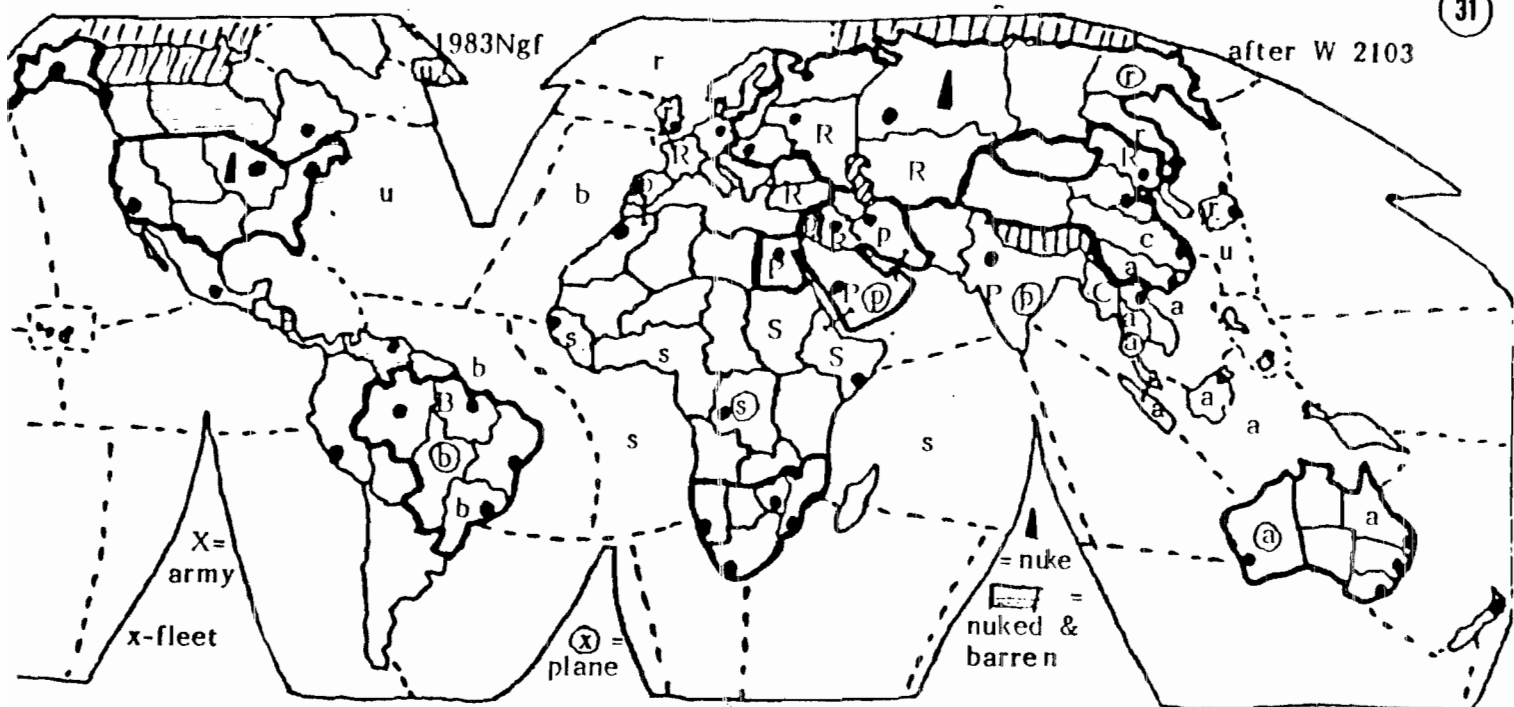 31
1983Ngf
after W 2103
r
u
r
r
R
R
R
r
R
u
b
p
R
r
R
p
c
u
p
P
p
P
p
a
C
a
s
s
S
S
a
a
b
B
s
a
a
b
s
s
a
b
a
a
X=
army
x-fleet
x =
plane
= nuke
=
nuked &
barren